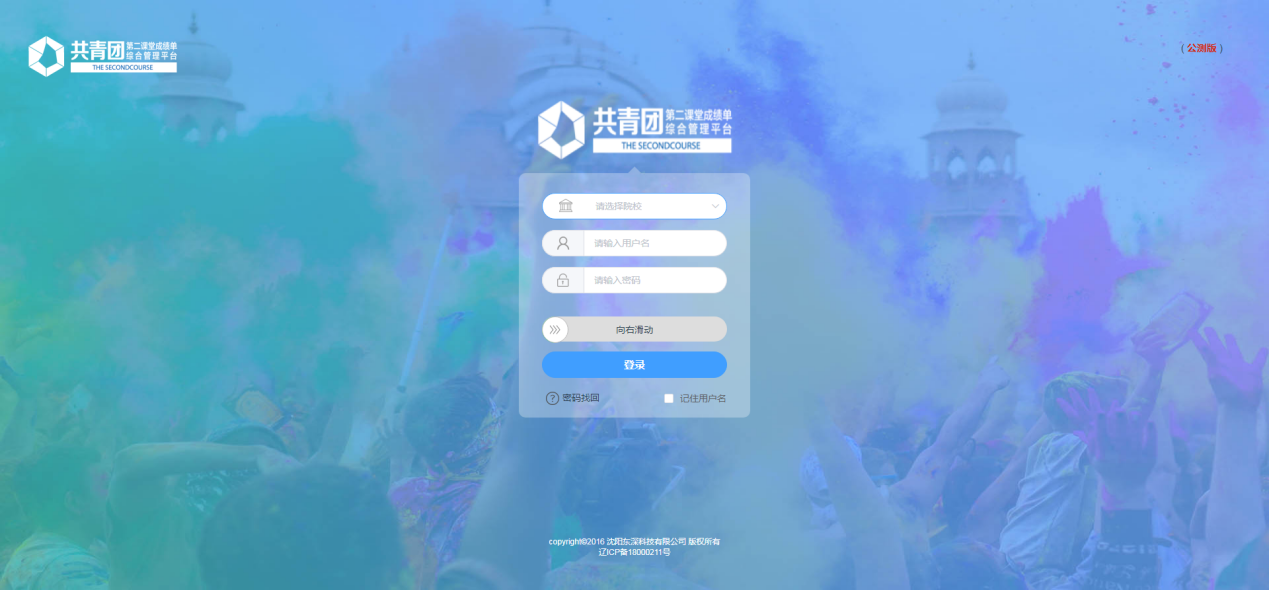 共青团 第二课堂成绩单
综合管理平台
THE SECONDCOURSE
（公测版）
共青团 第二课堂成绩单
综合管理平台
THE SECONDCOURSE
请选择院校
请输入用户名
请输入密码
向右滑动
登录
? 密码找回 记住用户名
copyright©2016 沈阳东深科技有限公司 版权所有
辽ICP备18000211号